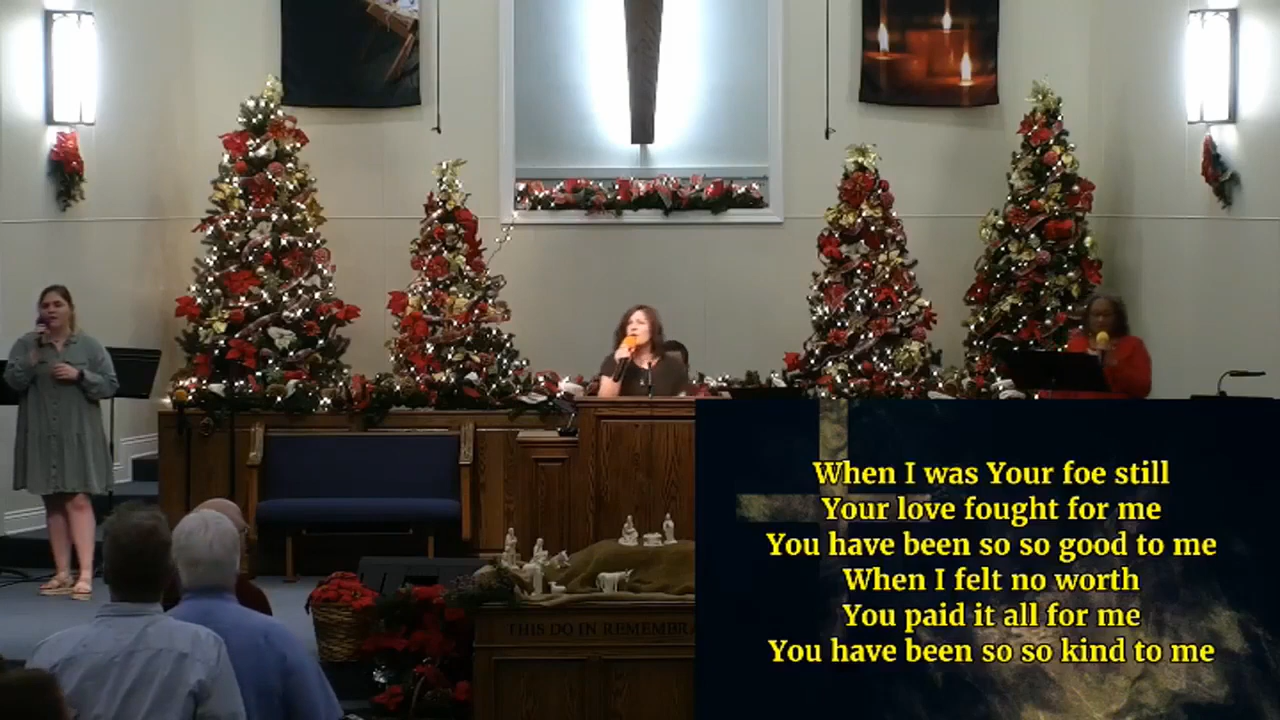 When I was Your foe still
Your love fought for me
You have been so so good to me
When I felt no worth
You paid it all for me
You have been so so kind to me
THIS DO IN REMEMBRA